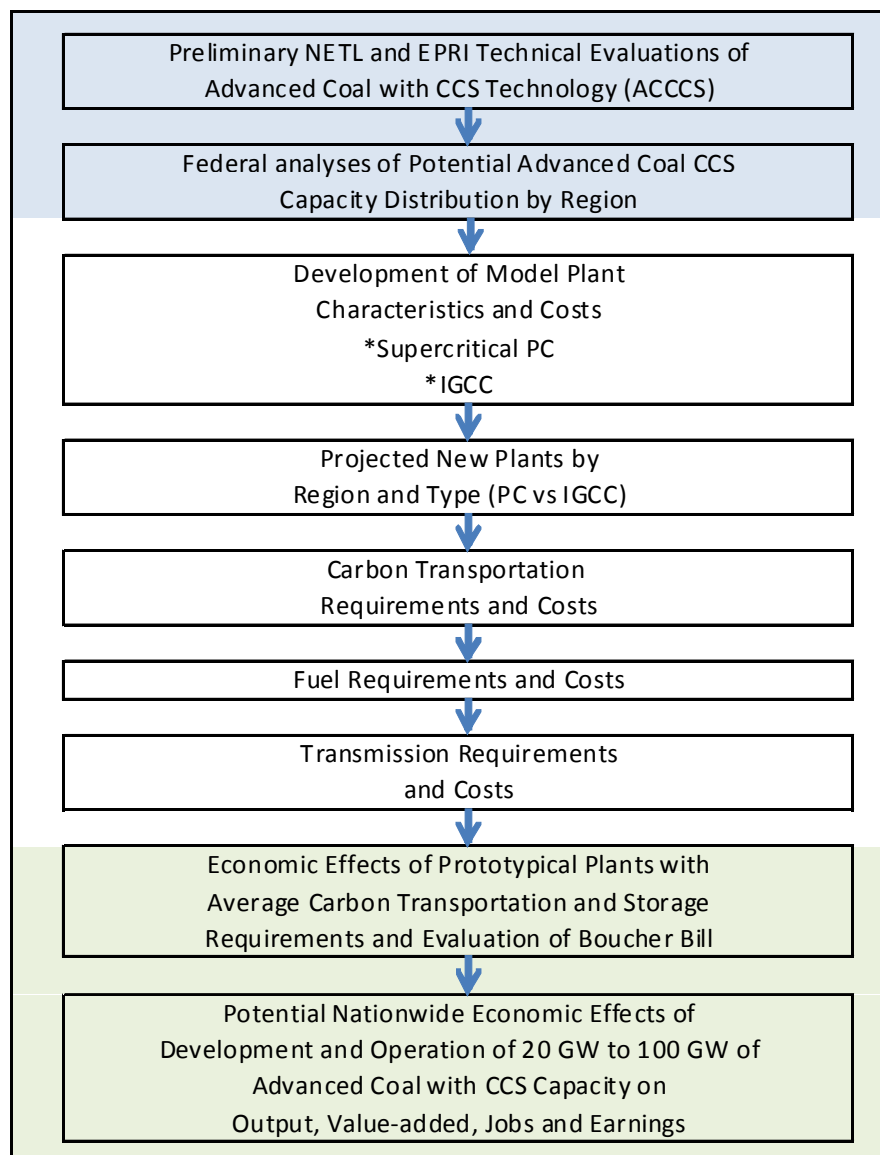 Preliminary NETL and EPRI Technical Evaluations of
Advanced Coal with CCS Technology (ACCCS)
Federal analyses of Potential Advanced Coal CCS
Capacity Distribution by Region
Development of Model Plant
Characteristics and Costs
*Supercritical PC
*IGCC
Projected New Plants by
Region and Type (PC vs IGCC)
Carbon Transportation
Requirements and Costs
Fuel Requirements and Costs
Transmission Requirements
and Costs
Economic Effects of Prototypical Plants with
Average Carbon Transportation and Storage
Requirements and Evaluation of Boucher Bill
Potential Nationwide Economic Effects of
Development and Operation of 20 GW to 100 GW of
Advanced Coal with CCS Capacity on
Output, Value-added, Jobs and Earnings